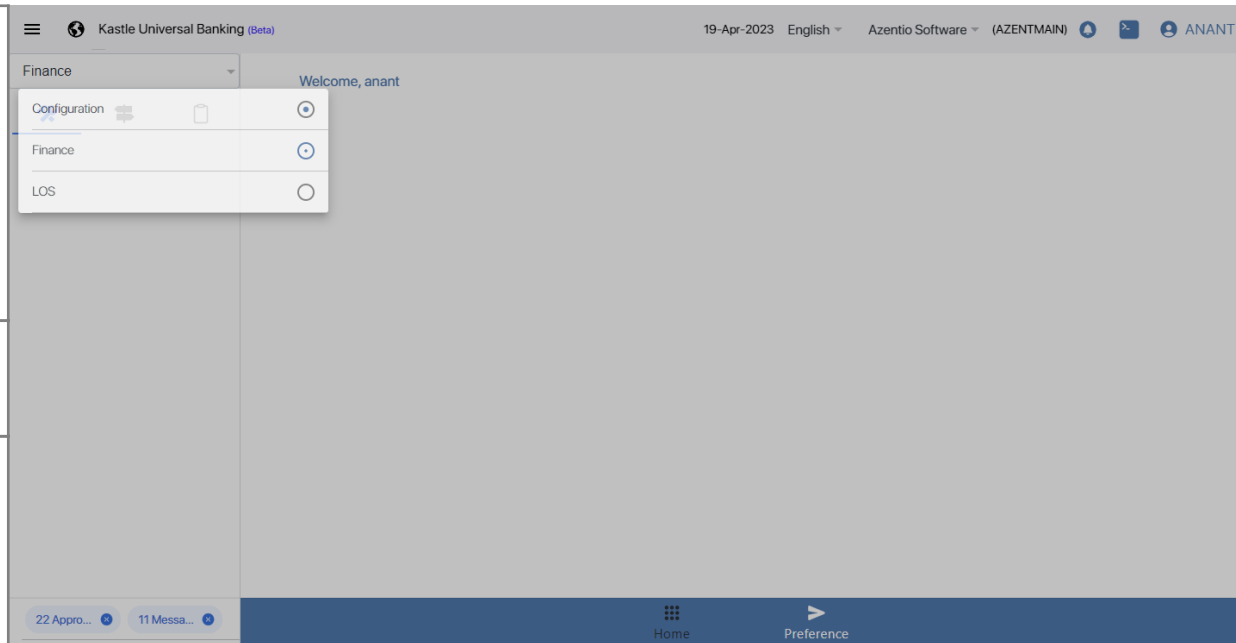 Kastle Universal Banking (Beta) 19-Apr-2023 English Azentio Software (AZENTMAIN) ANANT
Finance
Welcome, anant
Configuration
Finance
LOS
22 Appro... 11 Messa...
Home Preference